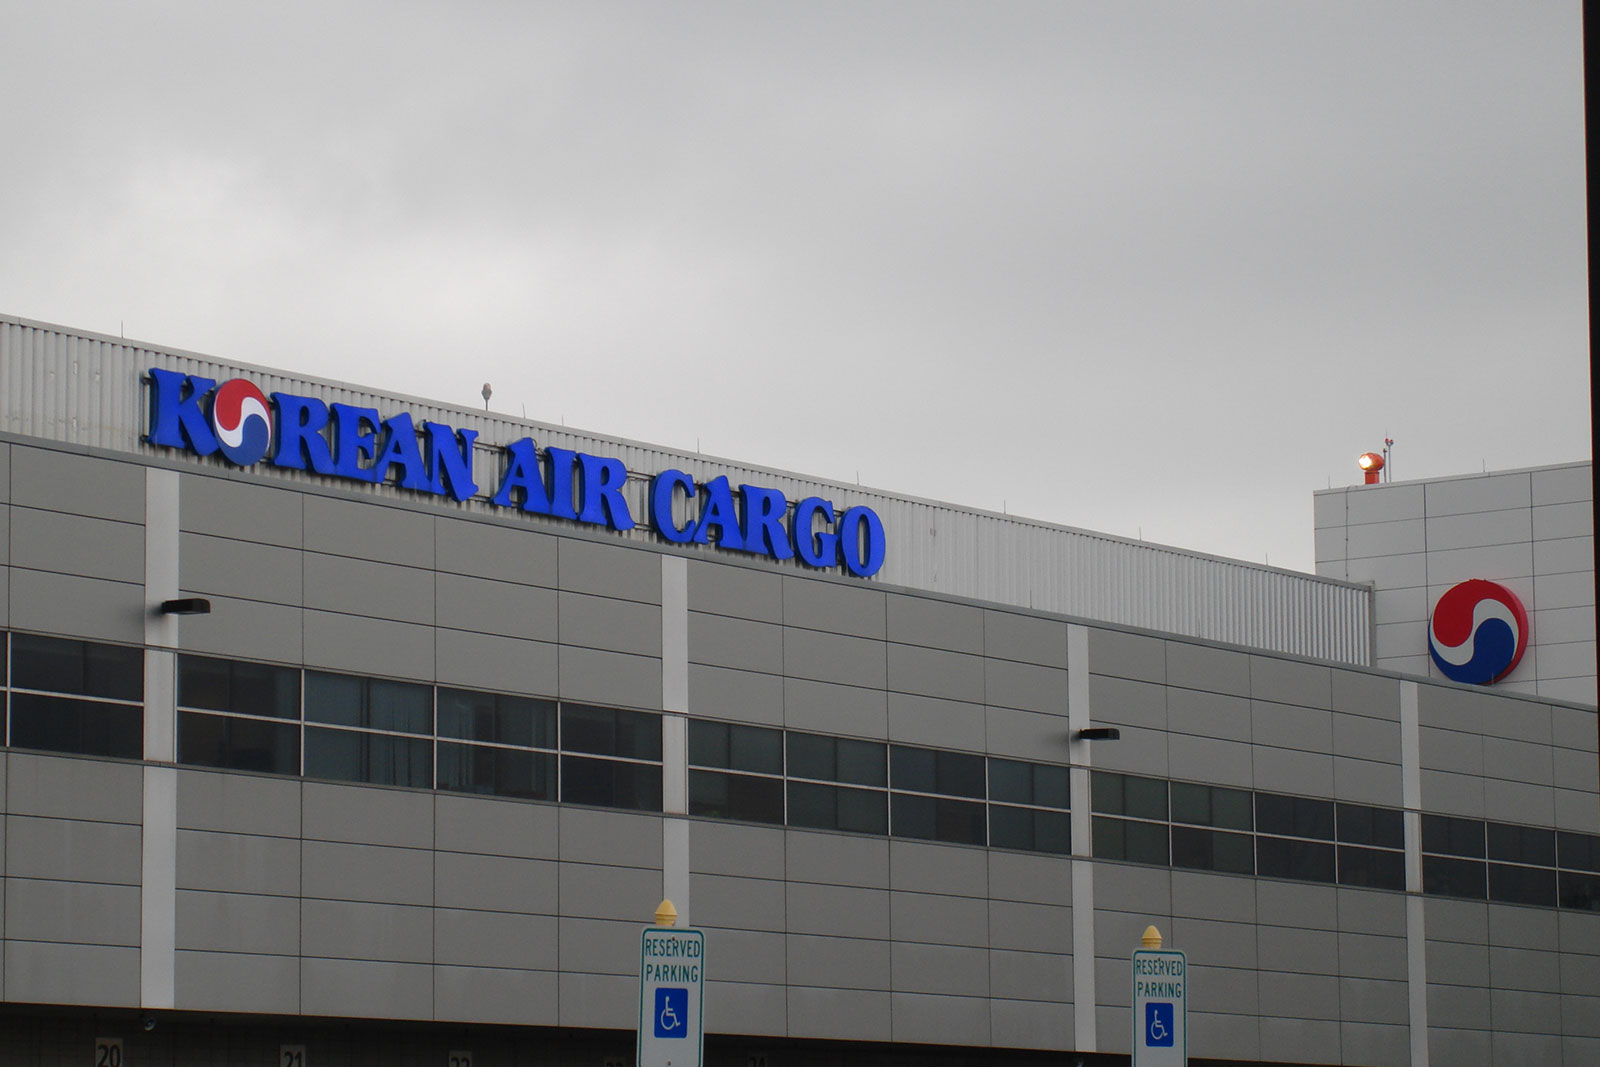 KOREAN AIR CARGO
RESERVED
PARKING
RESERVED
PARKING
20
21